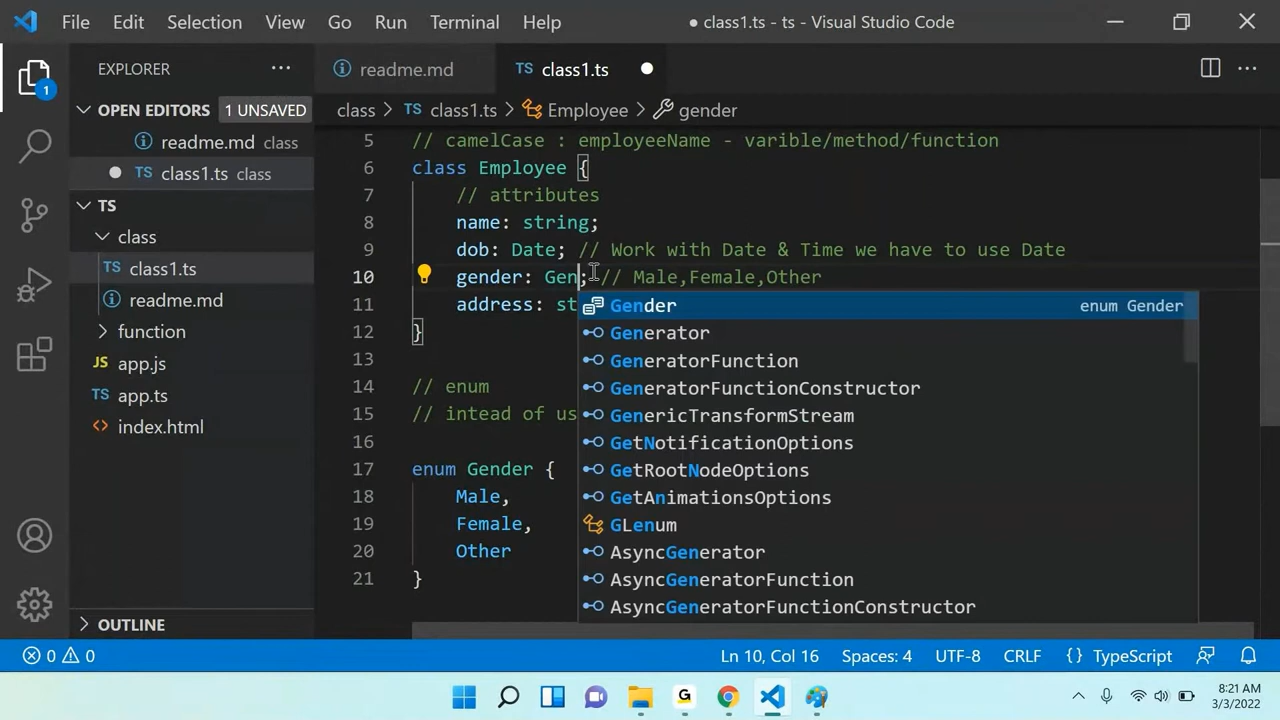 File Edit Selection View Go Run Terminal Help ● class1.ts - ts - Visual Studio Code
EXPLORER ...
readme.md
TS class1.ts
OPEN EDITORS 1 UNSAVED
readme.md class
TS class1.ts class
TS
class
TS class1.ts
readme.md
class
JS app.js
TS app.ts
<> index.html
OUTLINE
1
class > TS class1.ts > Employee > gender
5 // camelCase : employeeName - varible/method/function
6 class Employee {
7 // attributes
8 name: string;
9 dob: Date; // Work with Date & Time we have to use Date
10 gender: Gen; // Male,Female,Other
11 address: st
12 }
13
14 // enum
15 // intead of us
16
17 enum Gender {
18 Male,
19 Female,
20 Other
21 }
Gender enum Gender
Generator
GeneratorFunction
GeneratorFunctionConstructor
GenericTransformStream
GetNotificationOptions
GetRootNodeOptions
GetAnimationsOptions
GLenum
AsyncGenerator
AsyncGeneratorFunction
AsyncGeneratorFunctionConstructor
0 0 Ln 10, Col 16 Spaces: 4 UTF-8 CRLF {} TypeScript
G
8:21 AM
3/3/2022